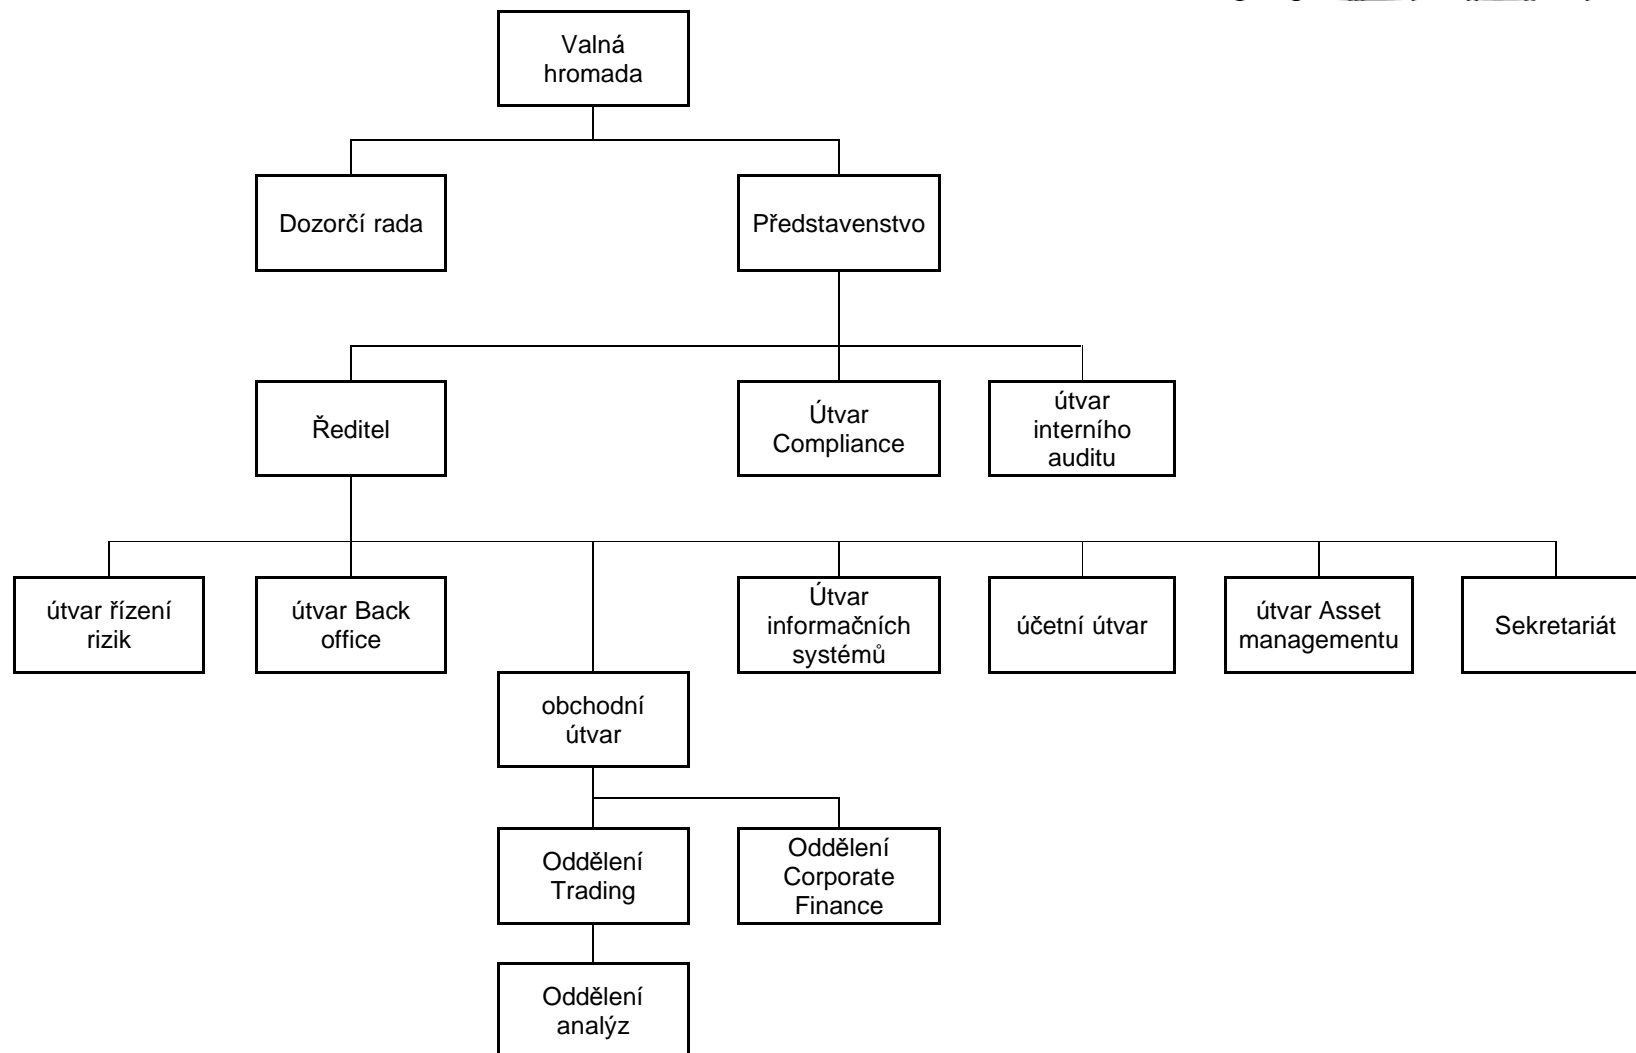 Valná
hromada
Dozorčí rada
Představenstvo
Ředitel
Útvar
Compliance
útvar
interního
auditu
útvar řízení
rizik
útvar Back
office
obchodní
útvar
Útvar
informačních
systémů
účetní útvar
útvar Asset
managementu
Sekretariát
Oddělení
Trading
Oddělení
Corporate
Finance
Oddělení
analýz